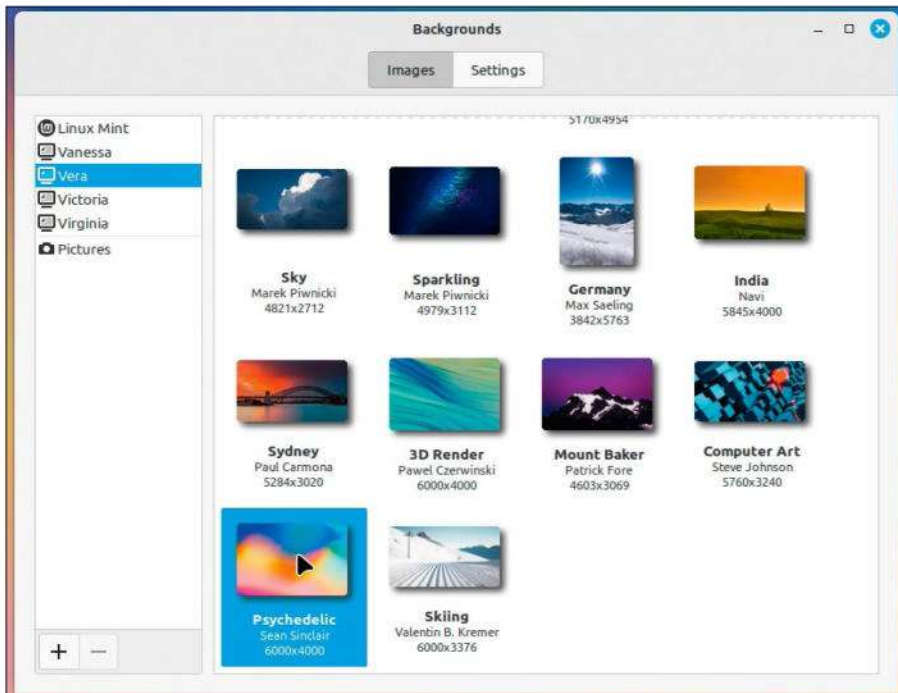 Backgrounds
Images
Settings
Linux Mint
Vanessa
Vera
Victoria
Virginia
Pictures
5170x4954
Sky
Marek Piwnicki
4821x2712
Sparkling
Marek Piwnicki
4979x3112
Germany
Max Saeling
3842x5763
India
Navi
5845x4000
Sydney
Paul Carmona
5284x3020
3D Render
Pawel Czerwinski
6000x4000
Mount Baker
Patrick Fore
4603x3069
Computer Art
Steve Johnson
5760x3240
Psychedelic
Sean Sinclair
6000x4000
Skiing
Valentin B. Kremer
6000x3376